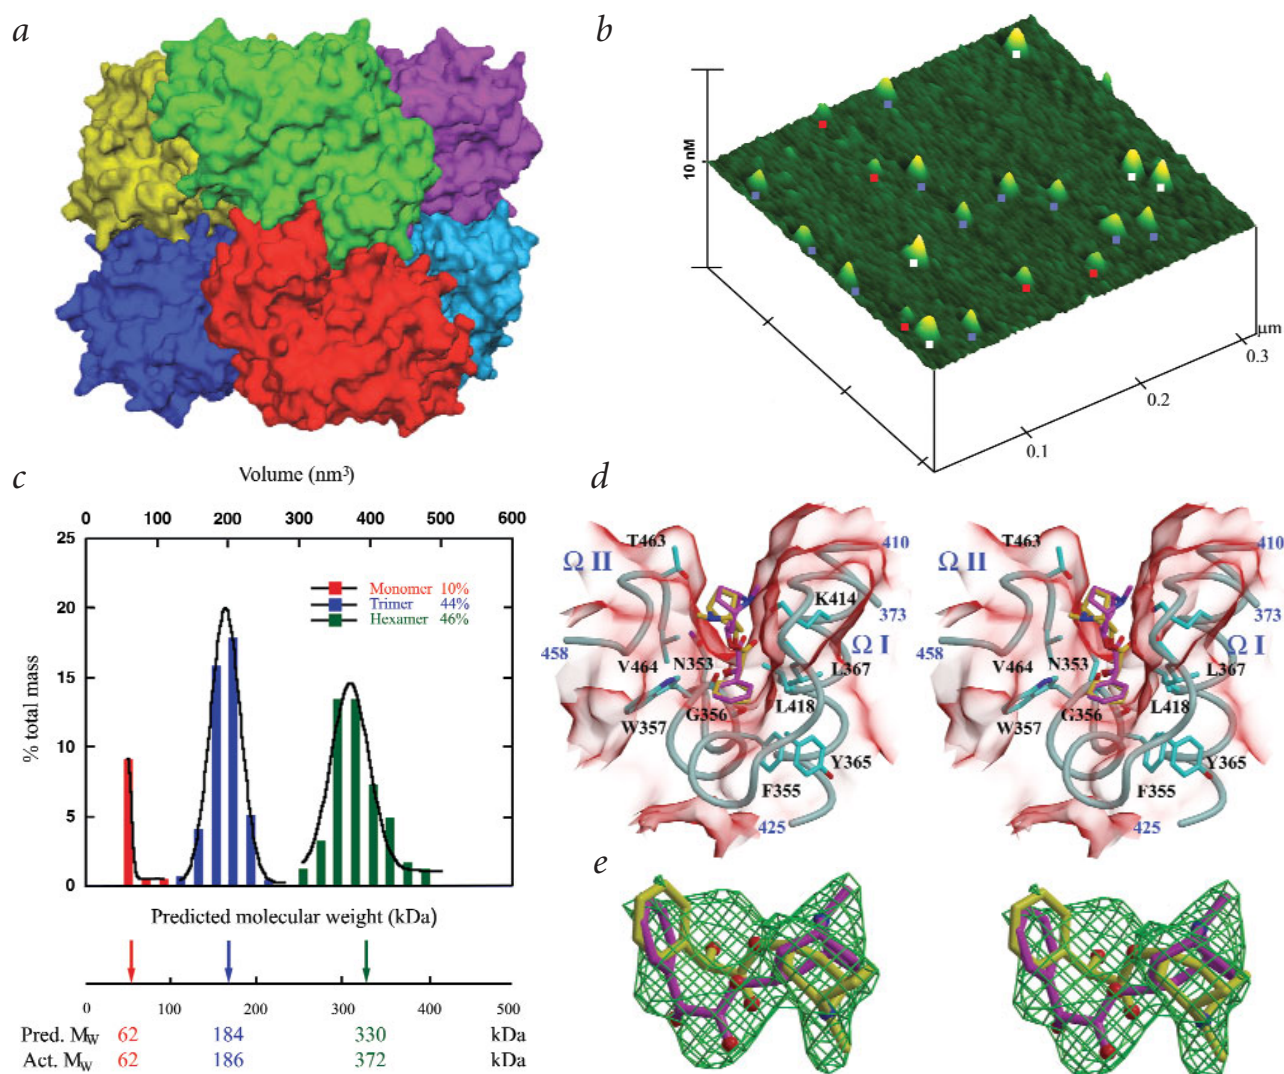 a
b
10 nM
µm
0.3
0.2
0.1
c
Volume (nm³)
0 100 200 300 400 500 600
25
20
15
10
5
0
% total mass
Monomer 10%
Trimer 44%
Hexamer 46%
Predicted molecular weight (kDa)
0 100 200 300 400 500
Pred. MW 62 184 330 kDa
Act. MW 62 186 372 kDa
d
T463 410
Ω II
K414
373
458 Ω I
V464 N353 L367
G356 L418
W357
Y365
F355
425
T463 410
Ω II
K414
373
458 Ω I
V464 N353 L367
G356 L418
W357
Y365
F355
425
e